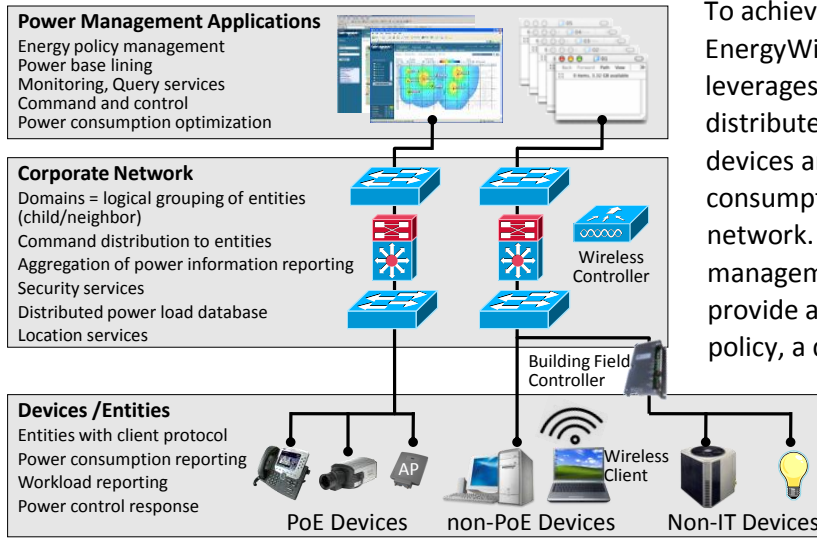 Power Management Applications
Energy policy management
Power base lining
Monitoring, Query services
Command and control
Power consumption optimization
Corporate Network
Domains = logical grouping of entities
(child/neighbor)
Command distribution to entities
Aggregation of power information reporting
Security services
Distributed power load database
Location services
Wireless
Controller
Building Field
Controller
Devices /Entities
Entities with client protocol
Power consumption reporting
Workload reporting
Power control response
AP
Wireless
Client
PoE Devices
non-PoE Devices
Non-IT Devices
To achiev
EnergyWi
leverages
distribute
devices a
consumpt
network.
managem
provide a
policy, a